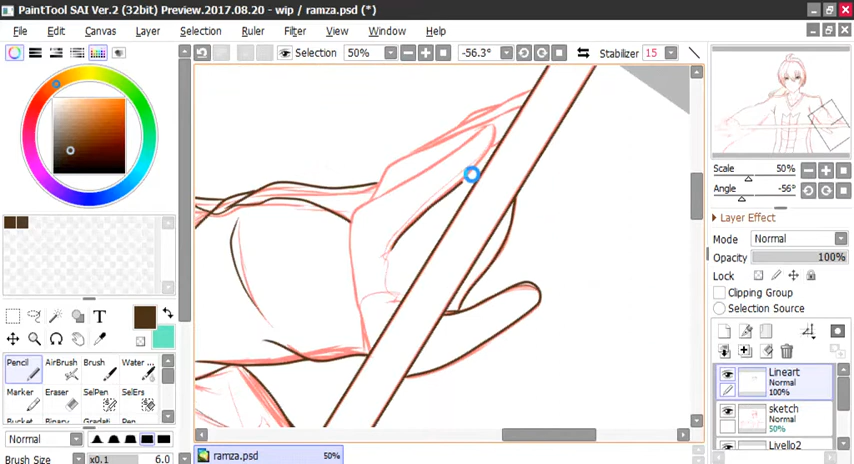 PaintTool SAI Ver.2 (32bit) Preview.2017.08.20 - wip / ramza.psd (*)
File Edit Canvas Layer Selection Ruler Filter View Window Help
Selection 50% -56.3° Stabilizer 15
Scale 50%
Angle -56°
Layer Effect
Mode Normal
Opacity 100%
Lock
Clipping Group
Selection Source
T
Pencil AirBrush Brush Water ...
Marker Eraser SelPen SelErs
Bucket Binary Gradati Pastel
Normal
Brush Size x0.1 6.0
Lineart
Normal
100%
sketch
Normal
50%
Livello2
ramza.psd 50%